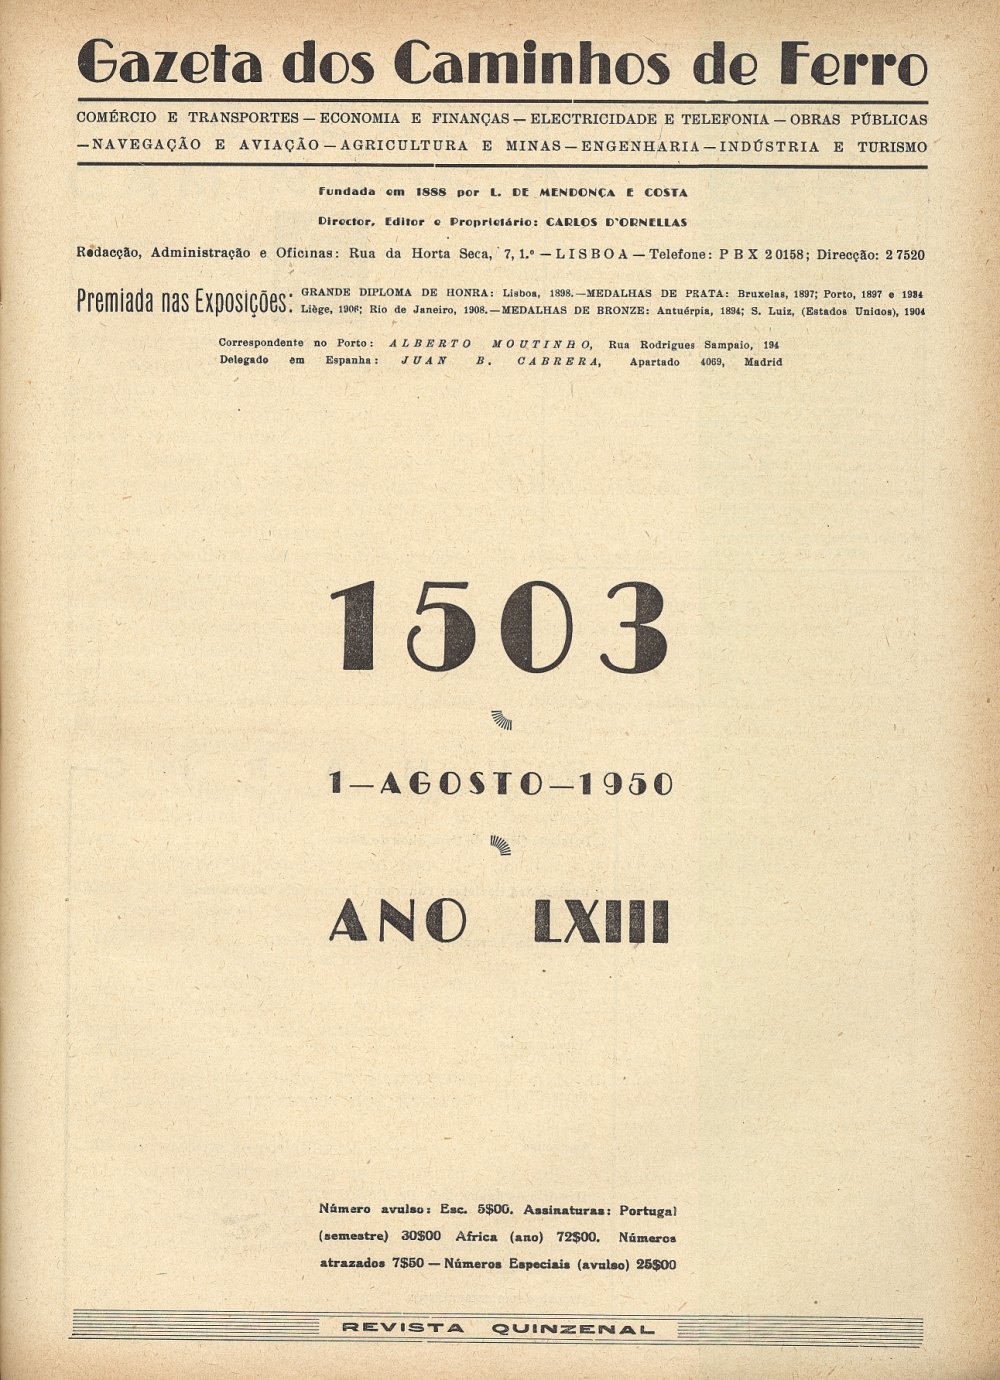 Gazeta dos Caminhos de Ferro
COMÉRCIO E TRANSPORTES — ECONOMIA E FINANÇAS — ELECTRICIDADE E TELEFONIA — OBRAS PÚBLICAS
— NAVEGAÇÃO E AVIAÇÃO — AGRICULTURA E MINAS — ENGENHARIA — INDÚSTRIA E TURISMO
Fundada em 1888 por L. DE MENDONÇA E COSTA
Director, Editor e Proprietário: CARLOS D'ORNELLAS
Redacção, Administração e Oficinas: Rua da Horta Seca, 7, 1.º — LISBOA — Telefone: P B X 2 0158; Direcção: 2 7520
Premiada nas Exposições:
GRANDE DIPLOMA DE HONRA: Lisboa, 1898. — MEDALHAS DE PRATA: Bruxelas, 1897; Porto, 1897 e 1934
Liège, 1906; Rio de Janeiro, 1908. — MEDALHAS DE BRONZE: Antuérpia, 1894; S. Luiz, (Estados Unidos), 1904
Correspondente no Porto: ALBERTO MOUTINHO, Rua Rodrigues Sampaio, 194
Delegado em Espanha: JUAN B. CABRERA, Apartado 4069, Madrid
1503
1—AGOSTO—1950
ANO LXIII
Número avulso: Esc. 5$00. Assinaturas: Portugal
(semestre) 30$00 Africa (ano) 72$00. Números
atrazados 7$50 — Números Especiais (avulso) 25$00
REVISTA QUINZENAL